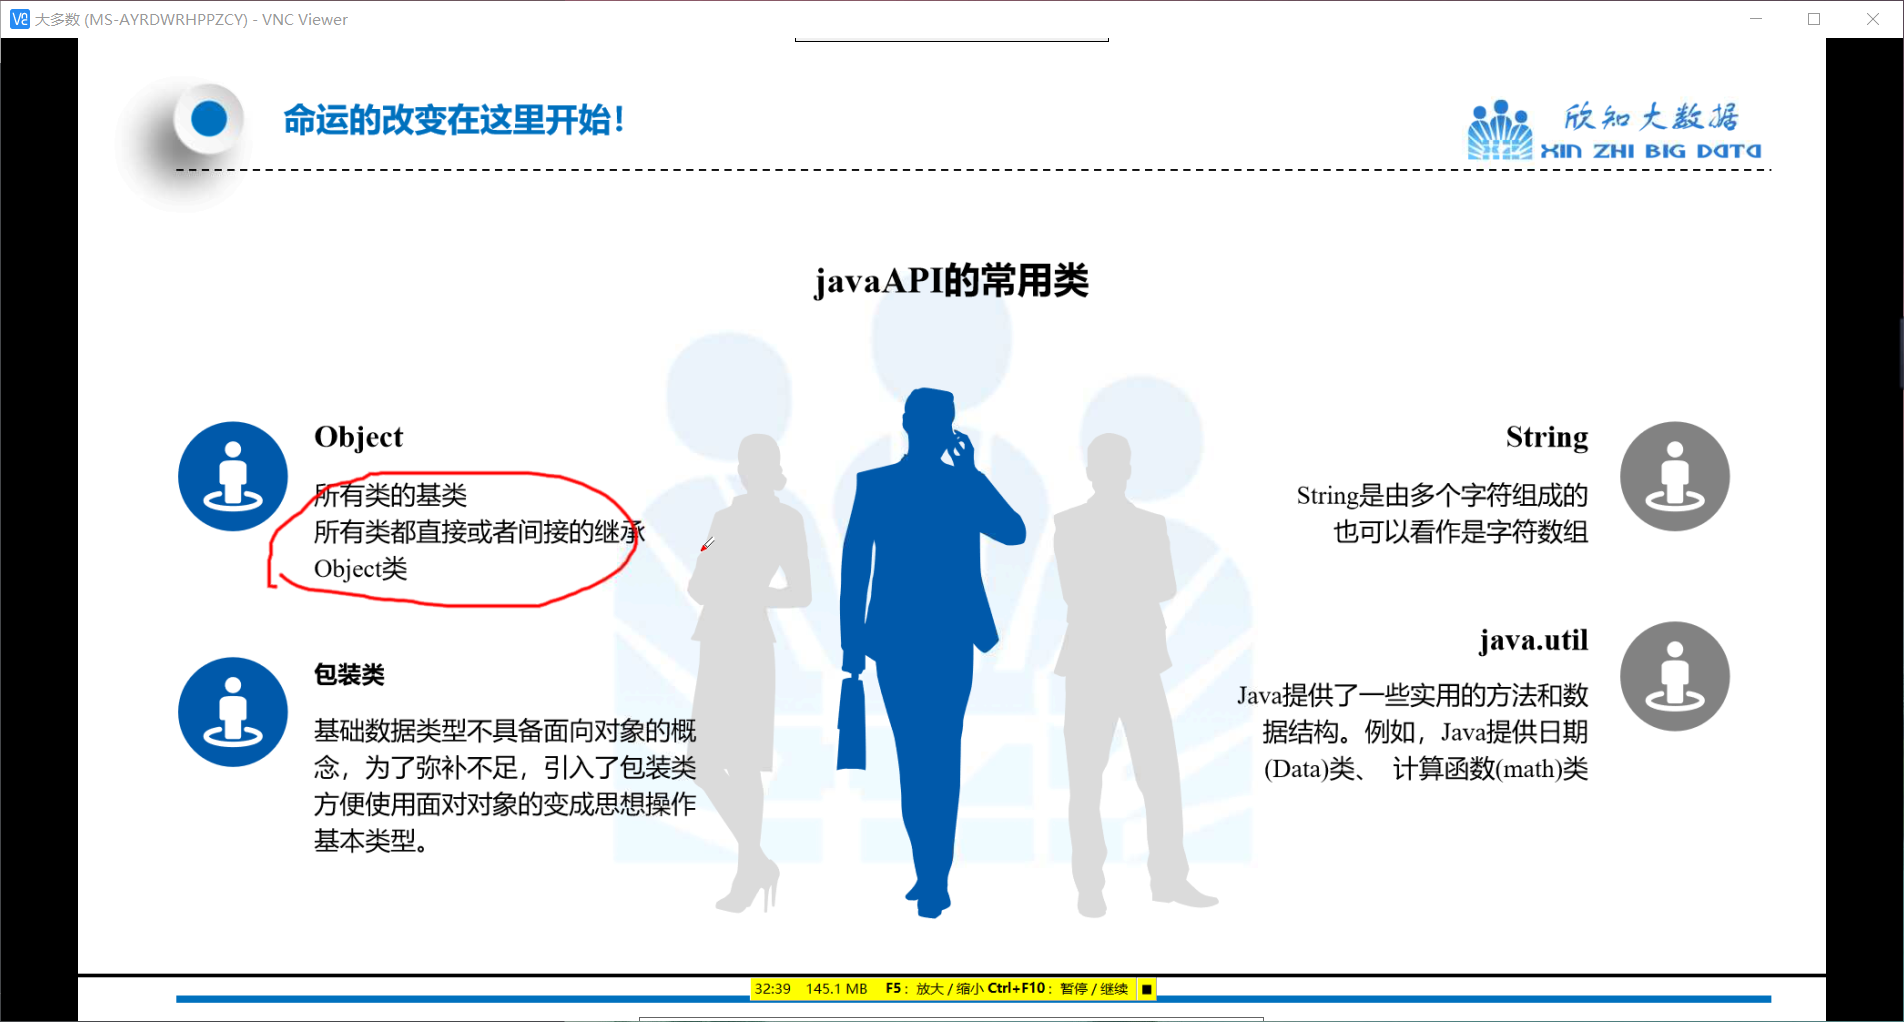 大多数 (MS-AYRDWRHPPZCY) - VNC Viewer
命运的改变在这里开始！
欣知大数据
XIN ZHI BIG DATA
javaAPI的常用类
Object
所有类的基类
所有类都直接或者间接的继承
Object类
包装类
基础数据类型不具备面向对象的概
念，为了弥补不足，引入了包装类
方便使用面对对象的变成思想操作
基本类型。
String
String是由多个字符组成的
也可以看作是字符数组
java.util
Java提供了一些实用的方法和数
据结构。例如，Java提供日期
(Data)类、 计算函数(math)类
32:39 145.1 MB F5：放大 / 缩小 Ctrl+F10：暂停 / 继续